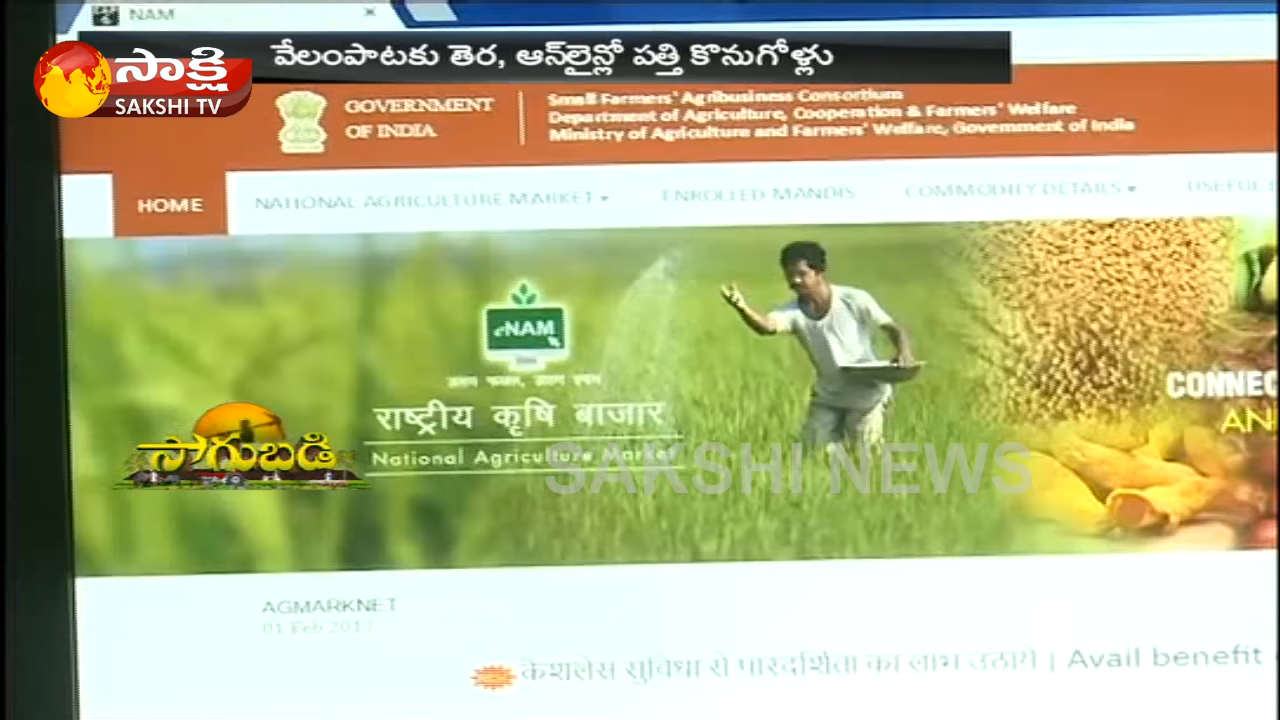 NAM
వేలంపాటకు తెర, ఆన్‌లైన్లో పత్తి కొనుగోళ్లు
సాక్షి
SAKSHI TV
GOVERNMENT
OF INDIA
Small Farmers' Agribusiness Consortium
Department of Agriculture, Cooperation & Farmers' Welfare
Ministry of Agriculture and Farmers' Welfare, Government of India
HOME NATIONAL AGRICULTURE MARKET ENROLLED MANDIS COMMODITY DETAILS USEFUL
eNAM
राष्ट्रीय कृषि बाजार
National Agriculture Market
CONNEC
AN
సాగుబడి
SAKSHI NEWS
AGMARKNET
01 Feb 2017
केशलेस सुविधा से पारदर्शिता का लाभ उठाये | Avail benefit